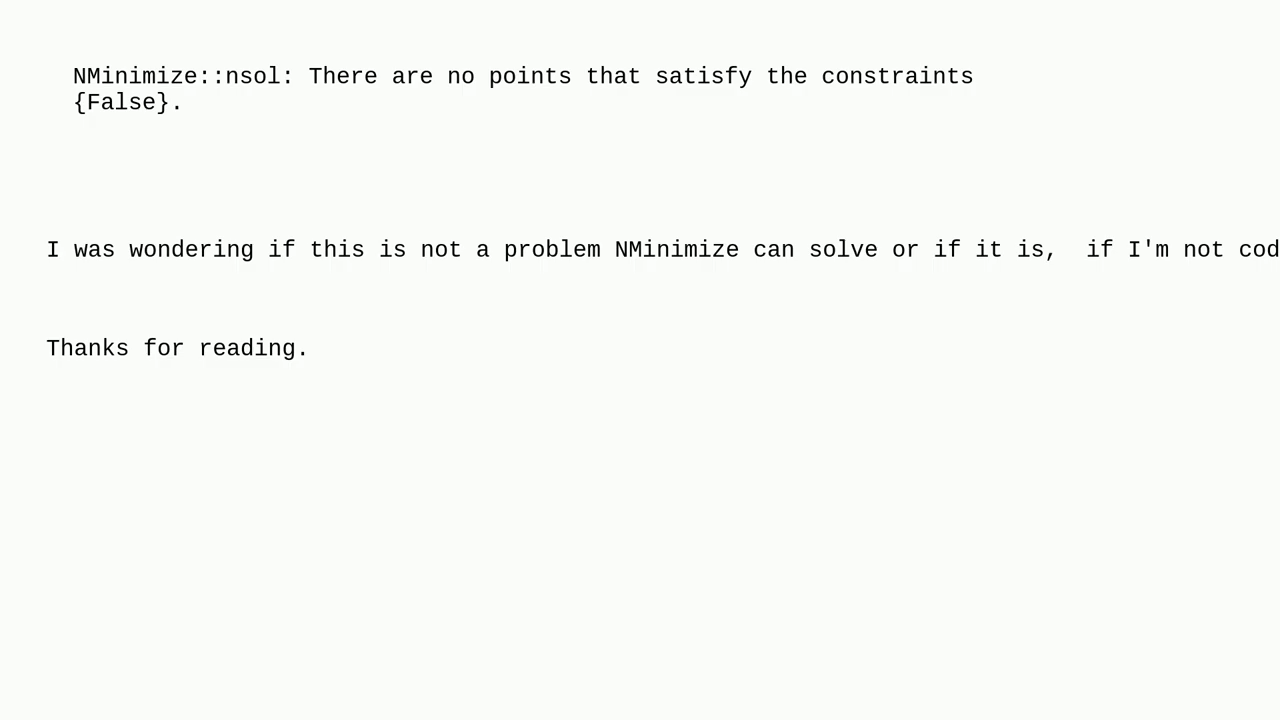 NMinimize::nsol: There are no points that satisfy the constraints
{False}.
I was wondering if this is not a problem NMinimize can solve or if it is,  if I'm not cod
Thanks for reading.